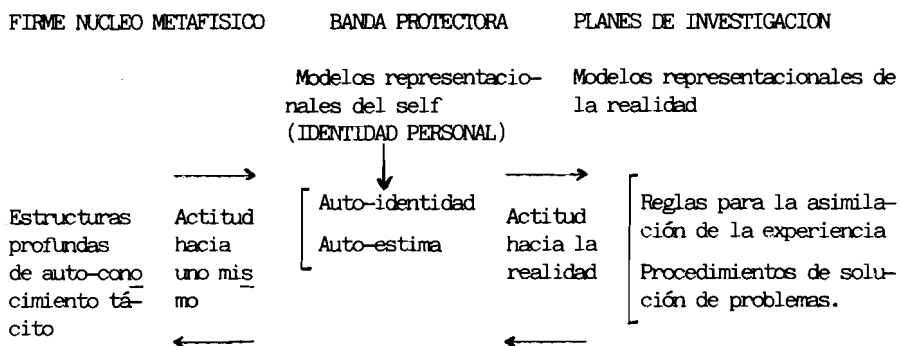 FIRME NUCLEO METAFISICO BANDA PROTECTORA PLANES DE INVESTIGACION
Modelos representacio-
nales del self
(IDENTIDAD PERSONAL)
Modelos representacionales de
la realidad
Estructuras
profundas
de auto-cono
cimiento tá-
cito
Actitud
hacia
uno mis
mo
Auto-identidad
Auto-estima
Actitud
hacia la
realidad
Reglas para la asimila-
ción de la experiencia
Procedimientos de solu-
ción de problemas.